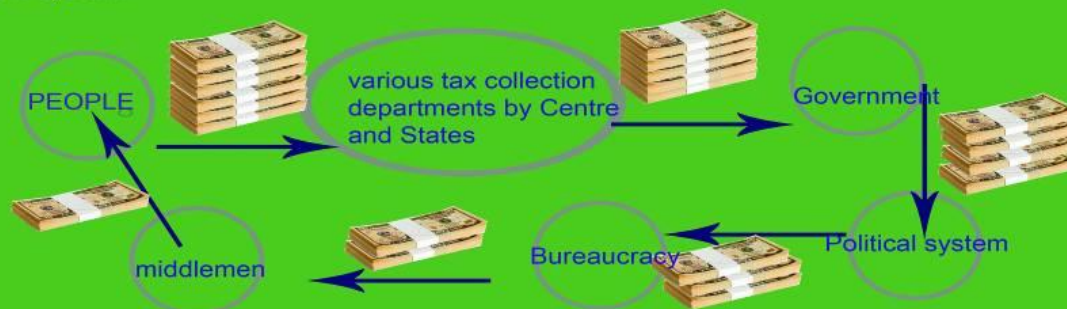 PEOPLE
various tax collection
departments by Centre
and States
Government
Political system
Bureaucracy
middlemen